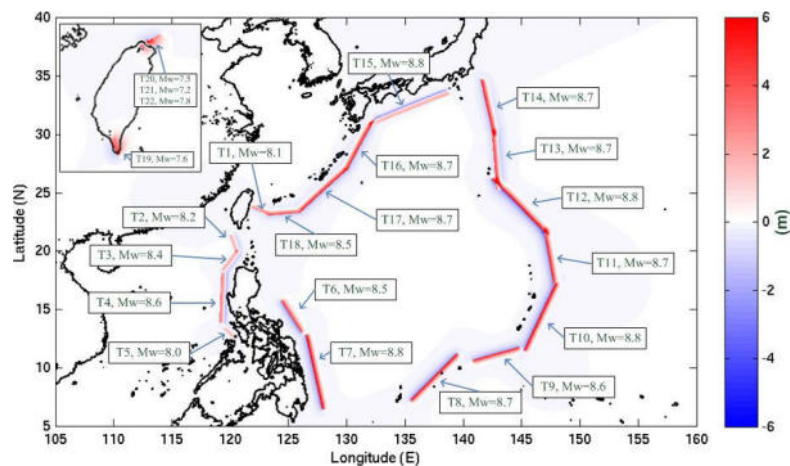 T20, Mw=7.3
T21, Mw=7.2
T22, Mw=7.8
T19, Mw=7.6
T15, Mw=8.8
T14, Mw=8.7
T1, Mw=8.1
T13, Mw=8.7
T16, Mw=8.7
T12, Mw=8.8
T2, Mw=8.2
T17, Mw=8.7
T18, Mw=8.5
T3, Mw=8.4
T11, Mw=8.7
T6, Mw=8.5
T4, Mw=8.6
T10, Mw=8.8
T5, Mw=8.0
T7, Mw=8.8
T9, Mw=8.6
T8, Mw=8.7
Latitude (N)
40
35
30
25
20
15
10
5
105 110 115 120 125 130 135 140 145 150 155 160
Longitude (E)
6
4
2
0
-2
-4
-6
(m)